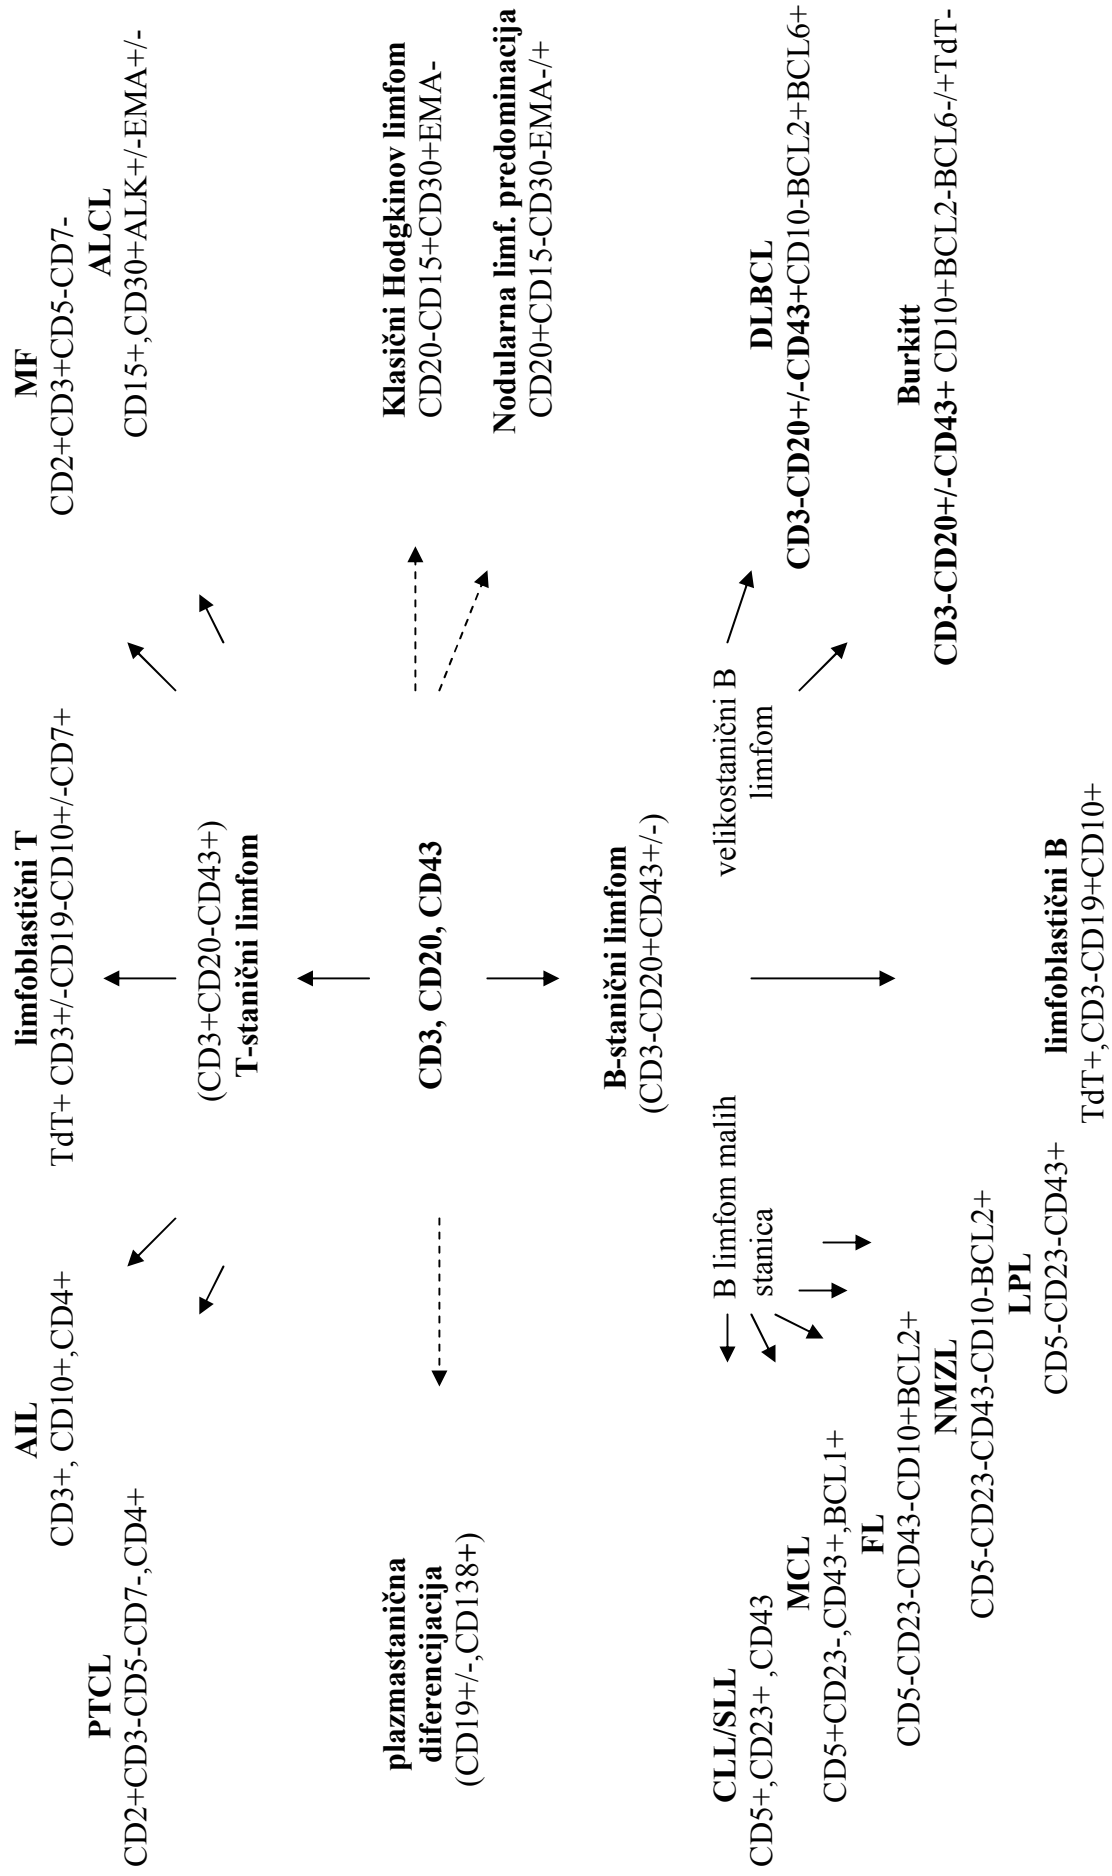 PTCL
CD2+CD3-CD5-CD7-,CD4+
AIL
CD3+, CD10+,CD4+
limfoblastični T
TdT+ CD3+/-CD19-CD10+/-CD7+
MF
CD2+CD3+CD5-CD7-
ALCL
CD15+,CD30+ALK+/-EMA+/-
(CD3+CD20-CD43+)
T-stanični limfom
plazmastanična
diferencijacija
(CD19+/-,CD138+)
CD3, CD20, CD43
Klasični Hodgkinov limfom
CD20-CD15+CD30+EMA-
Nodularna limf. predominacija
CD20+CD15-CD30-EMA-/+
B-stanični limfom
(CD3-CD20+CD43+/-)
B limfom malih
stanica
velikostanični B
limfom
CLL/SLL
CD5+,CD23+ ,CD43
MCL
CD5+CD23-,CD43+,BCL1+
FL
CD5-CD23-CD43-CD10+BCL2+
NMZL
CD5-CD23-CD43-CD10-BCL2+
LPL
CD5-CD23-CD43+
limfoblastični B
TdT+,CD3-CD19+CD10+
DLBCL
CD3-CD20+/-CD43+CD10-BCL2+BCL6+
Burkitt
CD3-CD20+/-CD43+ CD10+BCL2-BCL6-/+TdT-